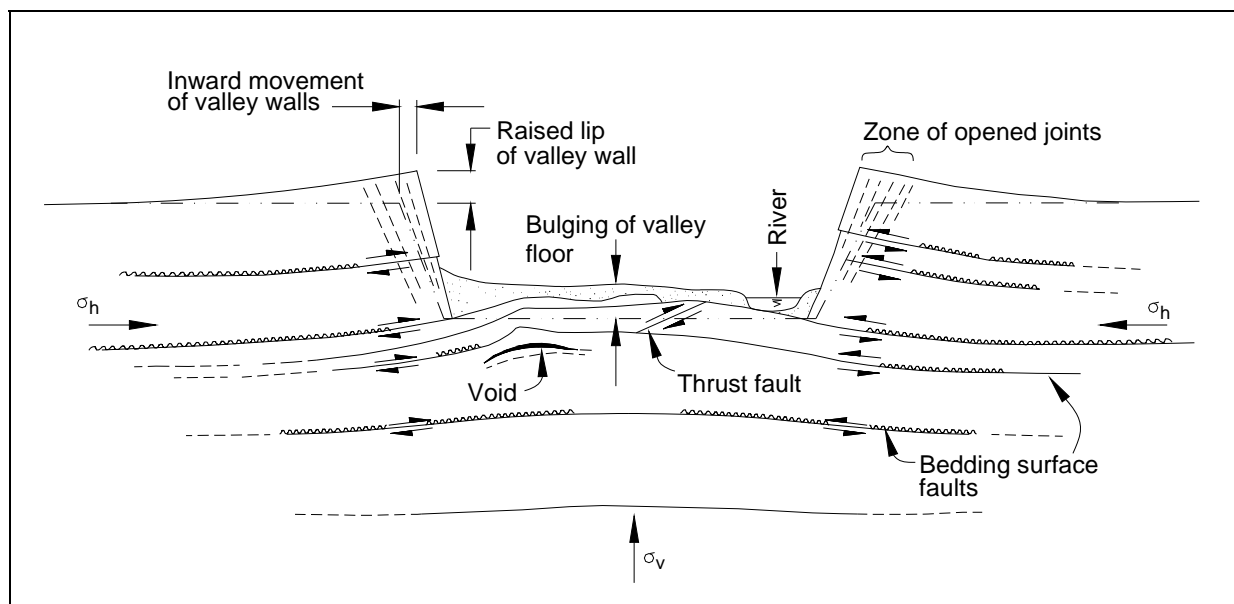 Inward movement
of valley walls
Raised lip
of valley wall
Zone of opened joints
Bulging of valley
floor
River
σh
σh
Void
Thrust fault
Bedding surface
faults
σv